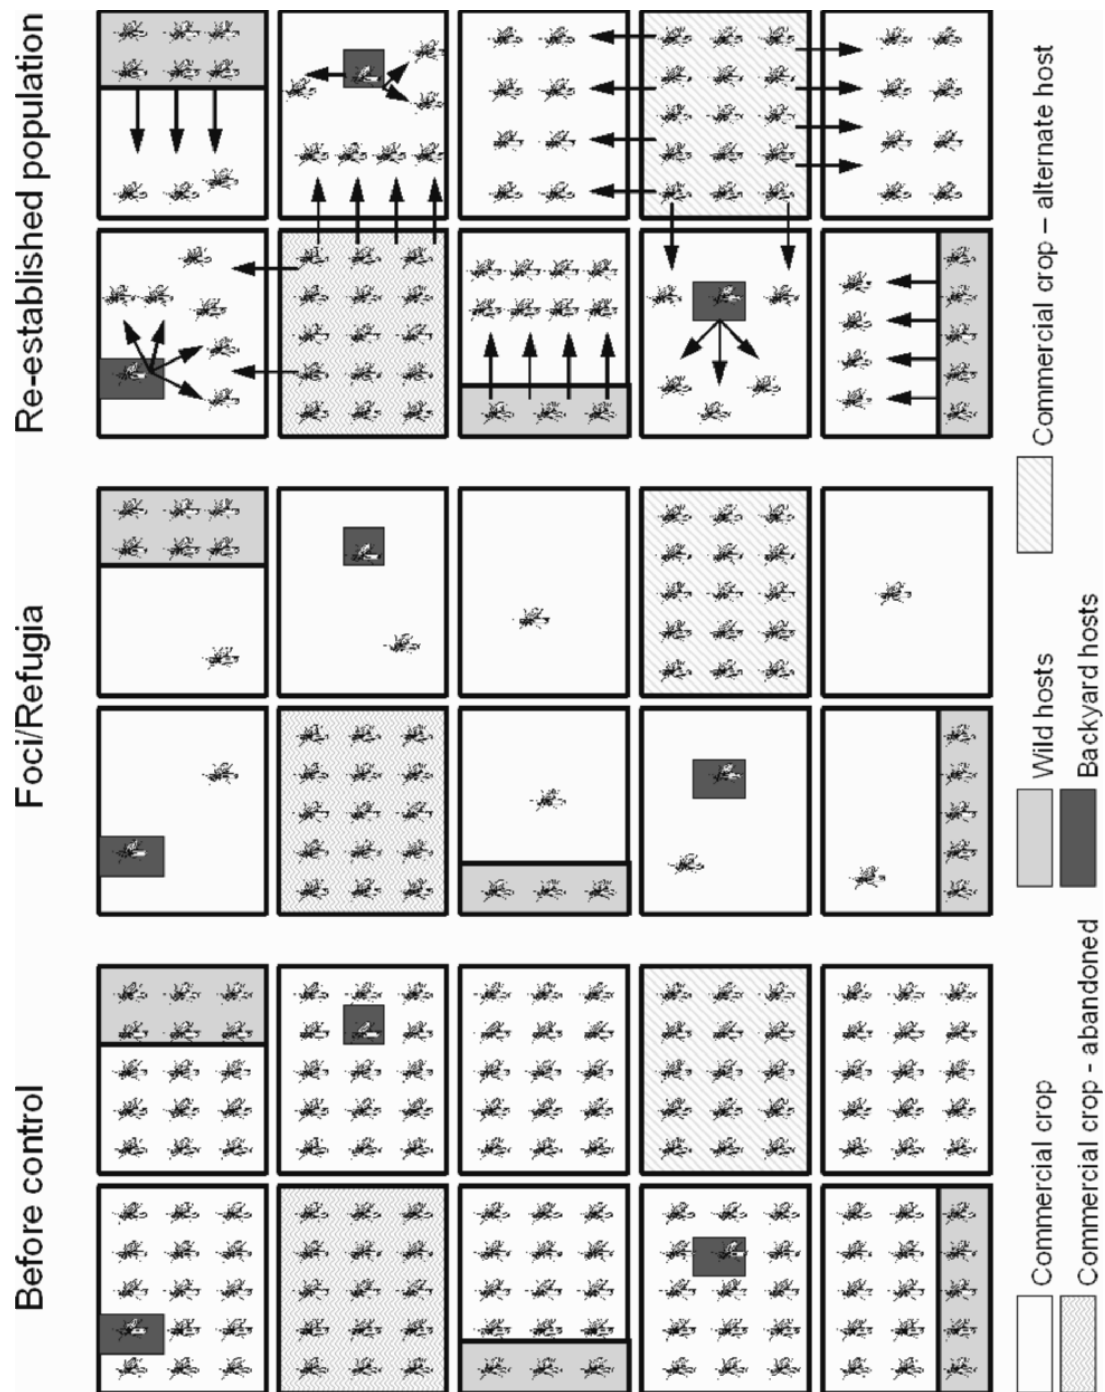 Before control
Foci/Refugia
Re-established population
Commercial crop
Wild hosts
Commercial crop – alternate host
Commercial crop - abandoned
Backyard hosts